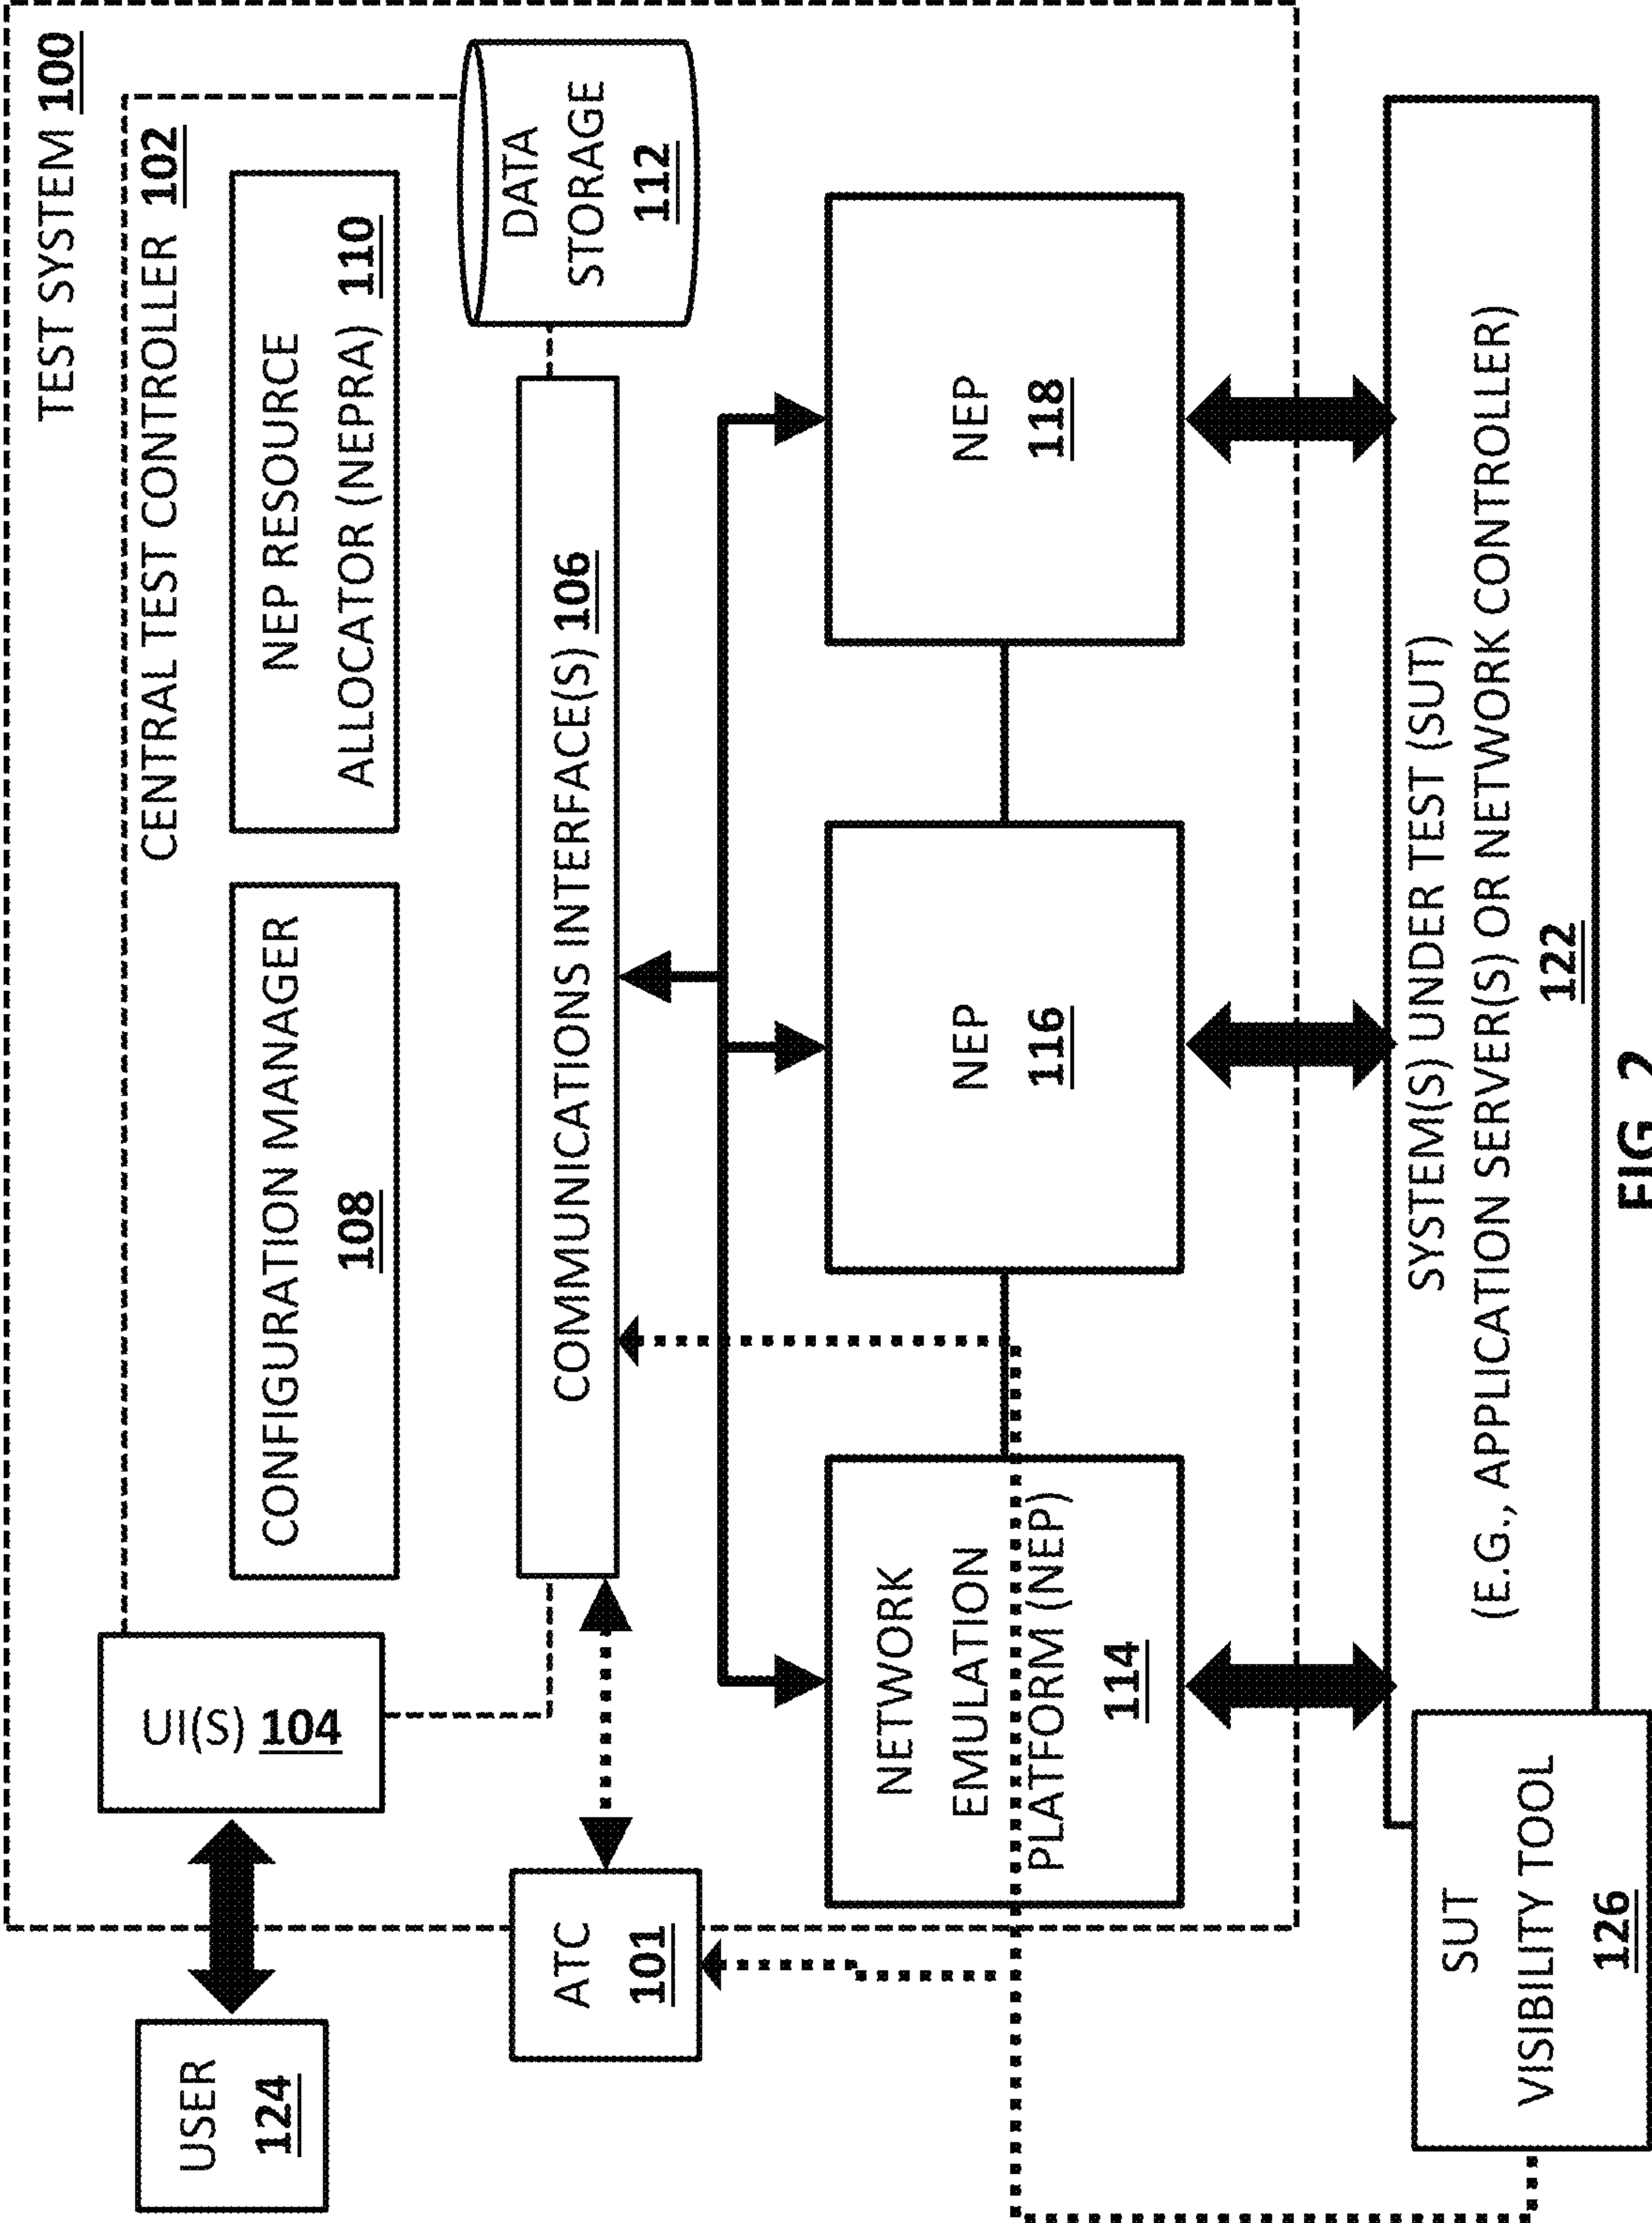 TEST SYSTEM 100
CENTRAL TEST CONTROLLER 102
USER
124
UI(S) 104
CONFIGURATION MANAGER
108
NEP RESOURCE
ALLOCATOR (NEPRA) 110
ATC
101
COMMUNICATIONS INTERFACE(S) 106
DATA
STORAGE
112
NETWORK
EMULATION
PLATFORM (NEP)
114
NEP
116
NEP
118
SUT
VISIBILITY TOOL
126
SYSTEM(S) UNDER TEST (SUT)
(E.G., APPLICATION SERVER(S) OR NETWORK CONTROLLER)
122
FIG. 2